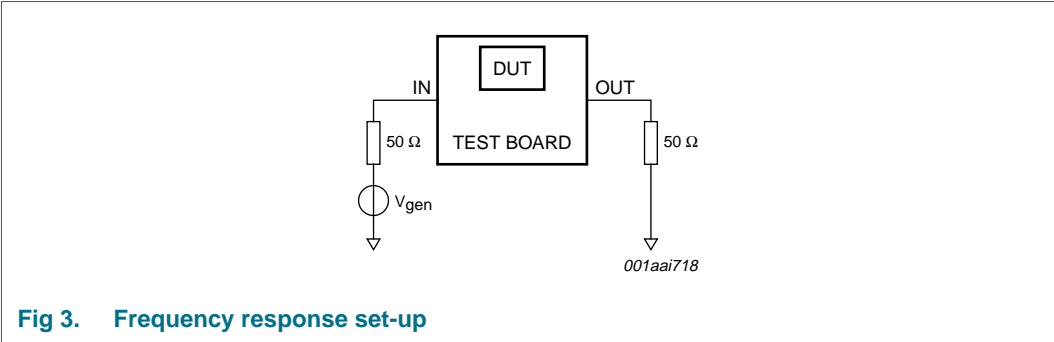 DUT
IN
OUT
50 Ω
TEST BOARD
50 Ω
Vgen
001aai718
Fig 3. Frequency response set-up